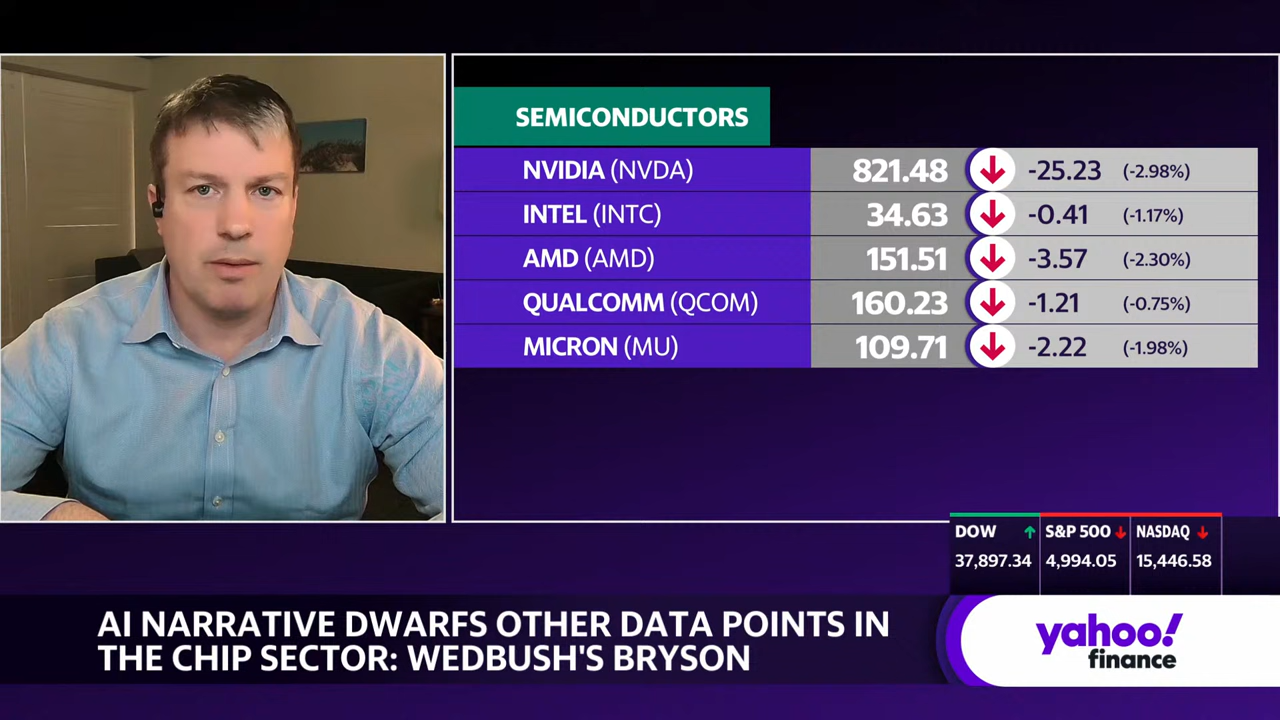 SEMICONDUCTORS
NVIDIA (NVDA) 821.48 -25.23 (-2.98%)
INTEL (INTC) 34.63 -0.41 (-1.17%)
AMD (AMD) 151.51 -3.57 (-2.30%)
QUALCOMM (QCOM) 160.23 -1.21 (-0.75%)
MICRON (MU) 109.71 -2.22 (-1.98%)
DOW S&P 500 NASDAQ
37,897.34 4,994.05 15,446.58
AI NARRATIVE DWARFS OTHER DATA POINTS IN
THE CHIP SECTOR: WEDBUSH'S BRYSON
yahoo!
finance